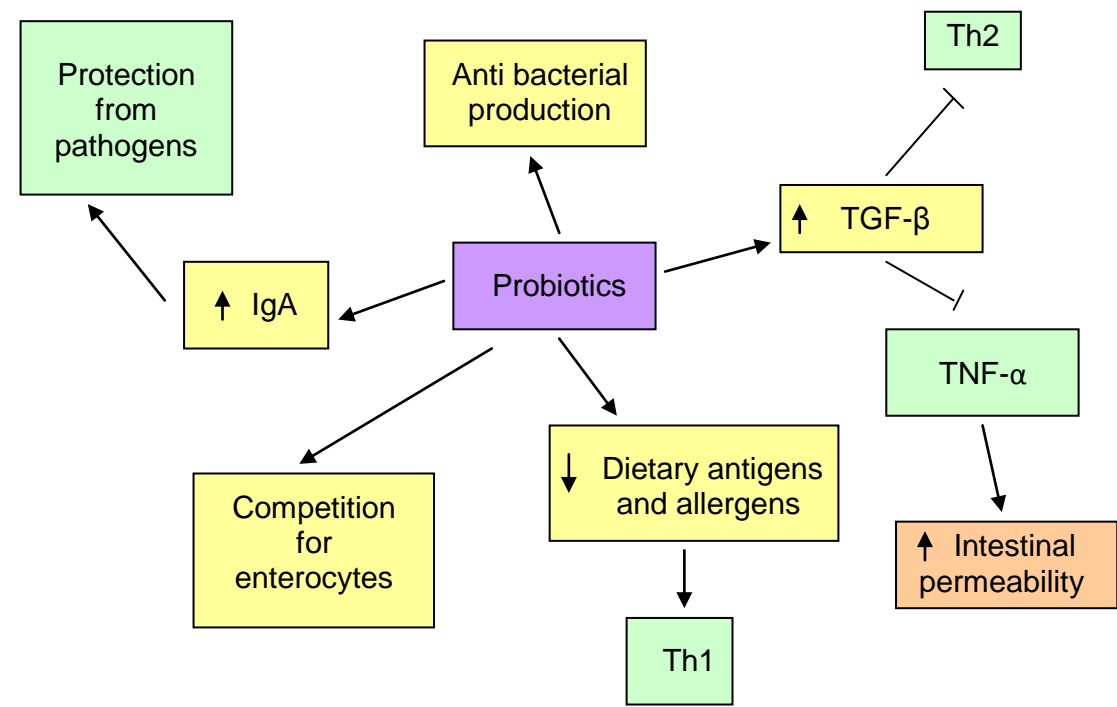 Th2
Protection
from
pathogens
Anti bacterial
production
TGF-β
Probiotics
IgA
TNF-α
Dietary antigens
and allergens
Competition
for
enterocytes
Intestinal
permeability
Th1